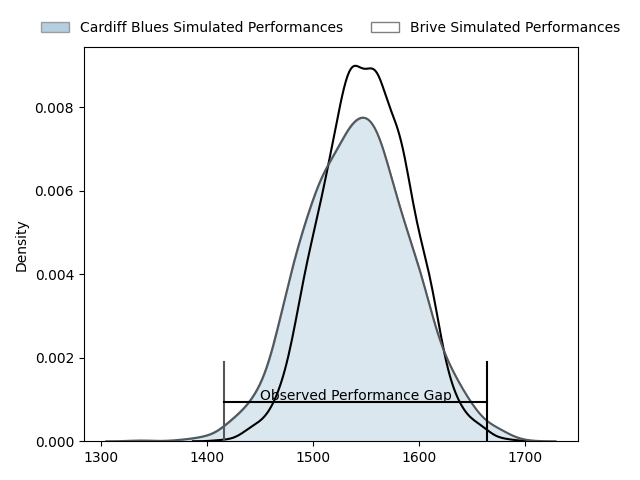 Cardiff Blues Simulated Performances Brive Simulated Performances
0.008
0.006
Density
0.004
0.002
Observed Performance Gap
0.000
1300 1400 1500 1600 1700